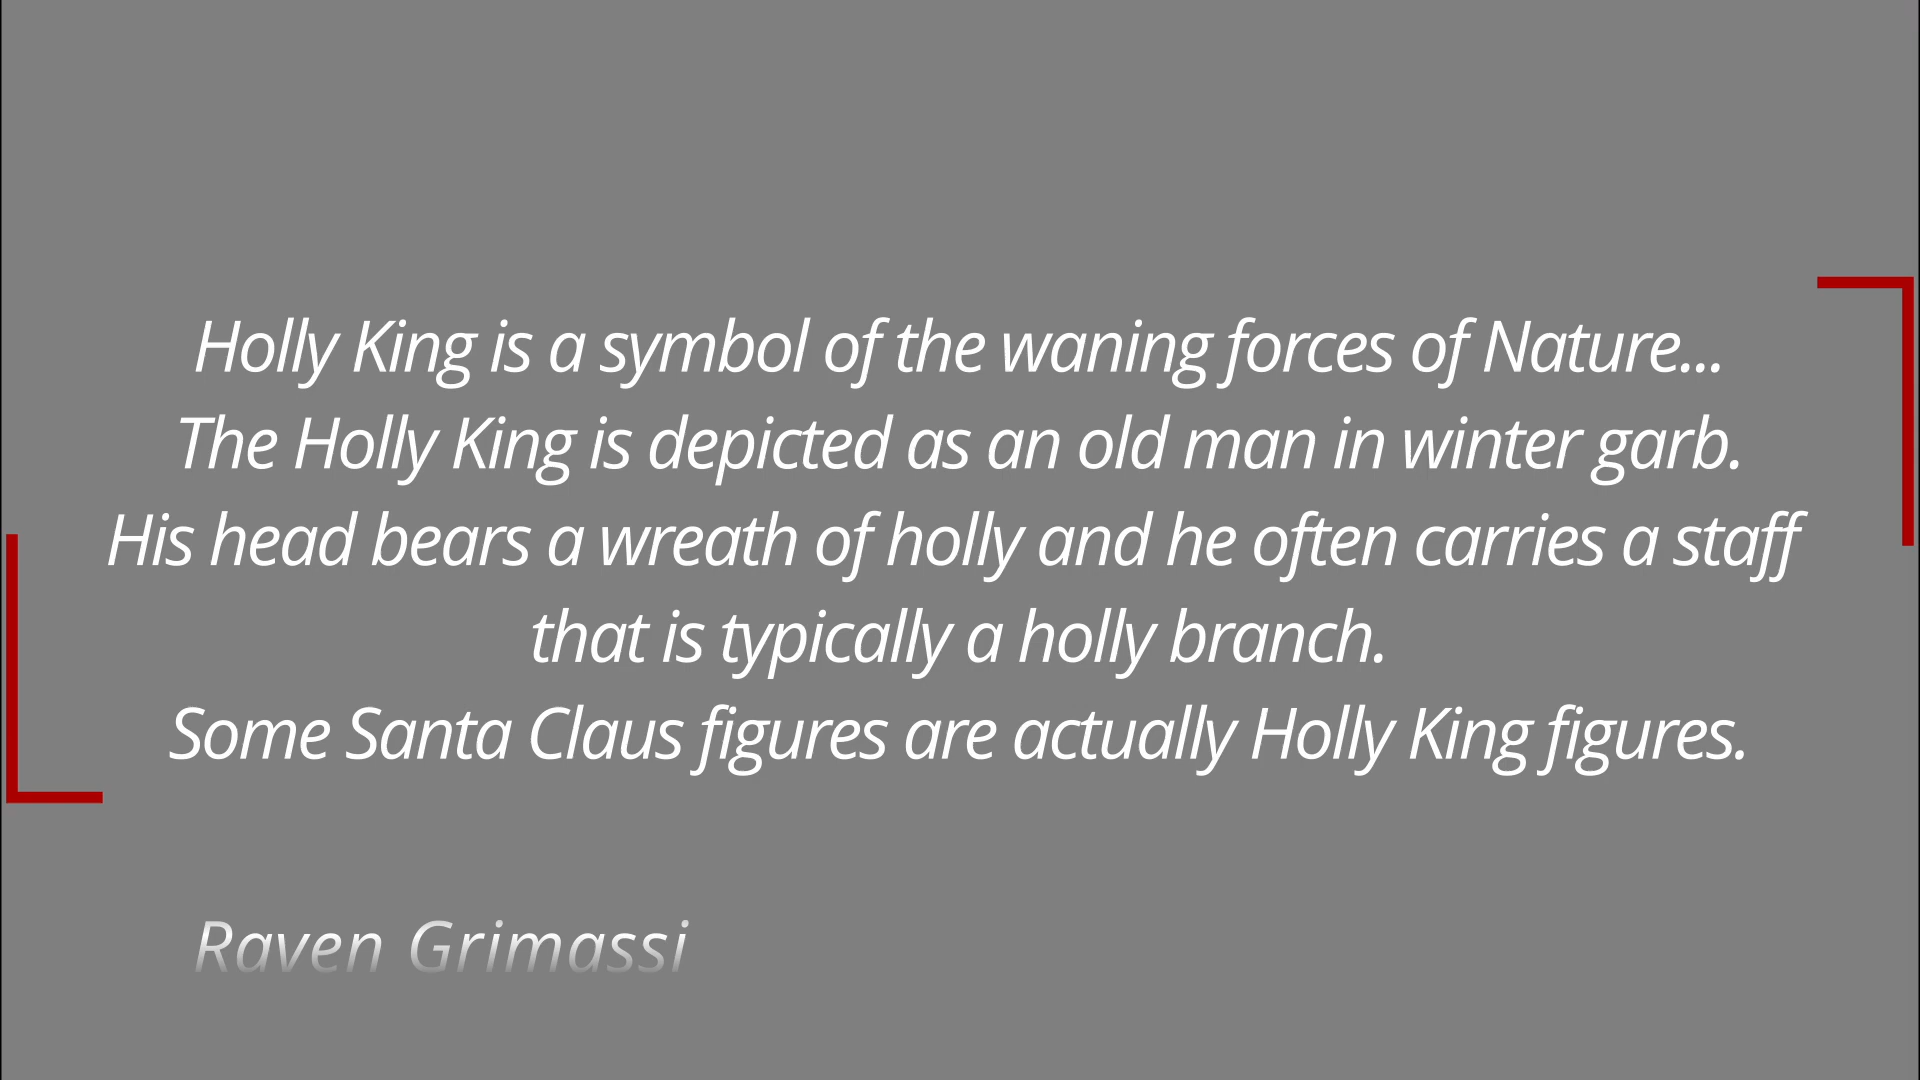 Holly King is a symbol of the waning forces of Nature...
The Holly King is depicted as an old man in winter garb.
His head bears a wreath of holly and he often carries a staff
that is typically a holly branch.
Some Santa Claus figures are actually Holly King figures.
Raven Grimassi